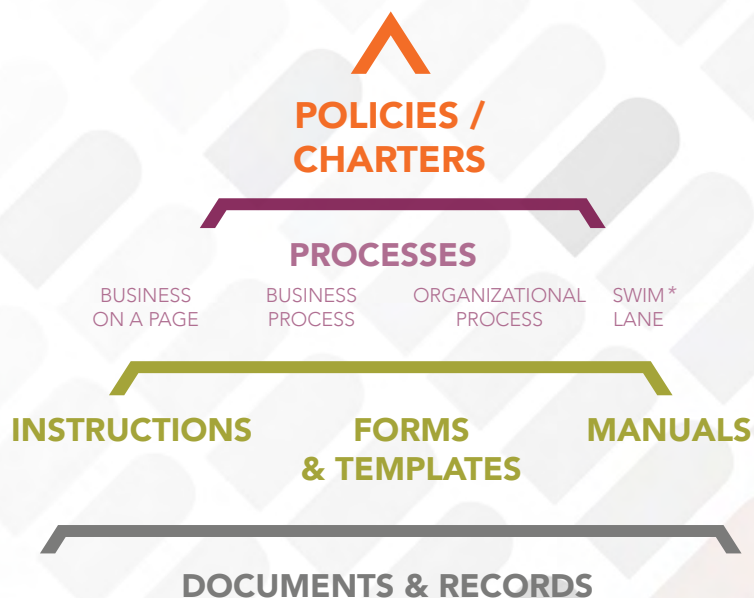 POLICIES /
CHARTERS
PROCESSES
BUSINESS ON A PAGE
BUSINESS PROCESS
ORGANIZATIONAL PROCESS
SWIM* LANE
INSTRUCTIONS
FORMS & TEMPLATES
MANUALS
DOCUMENTS & RECORDS